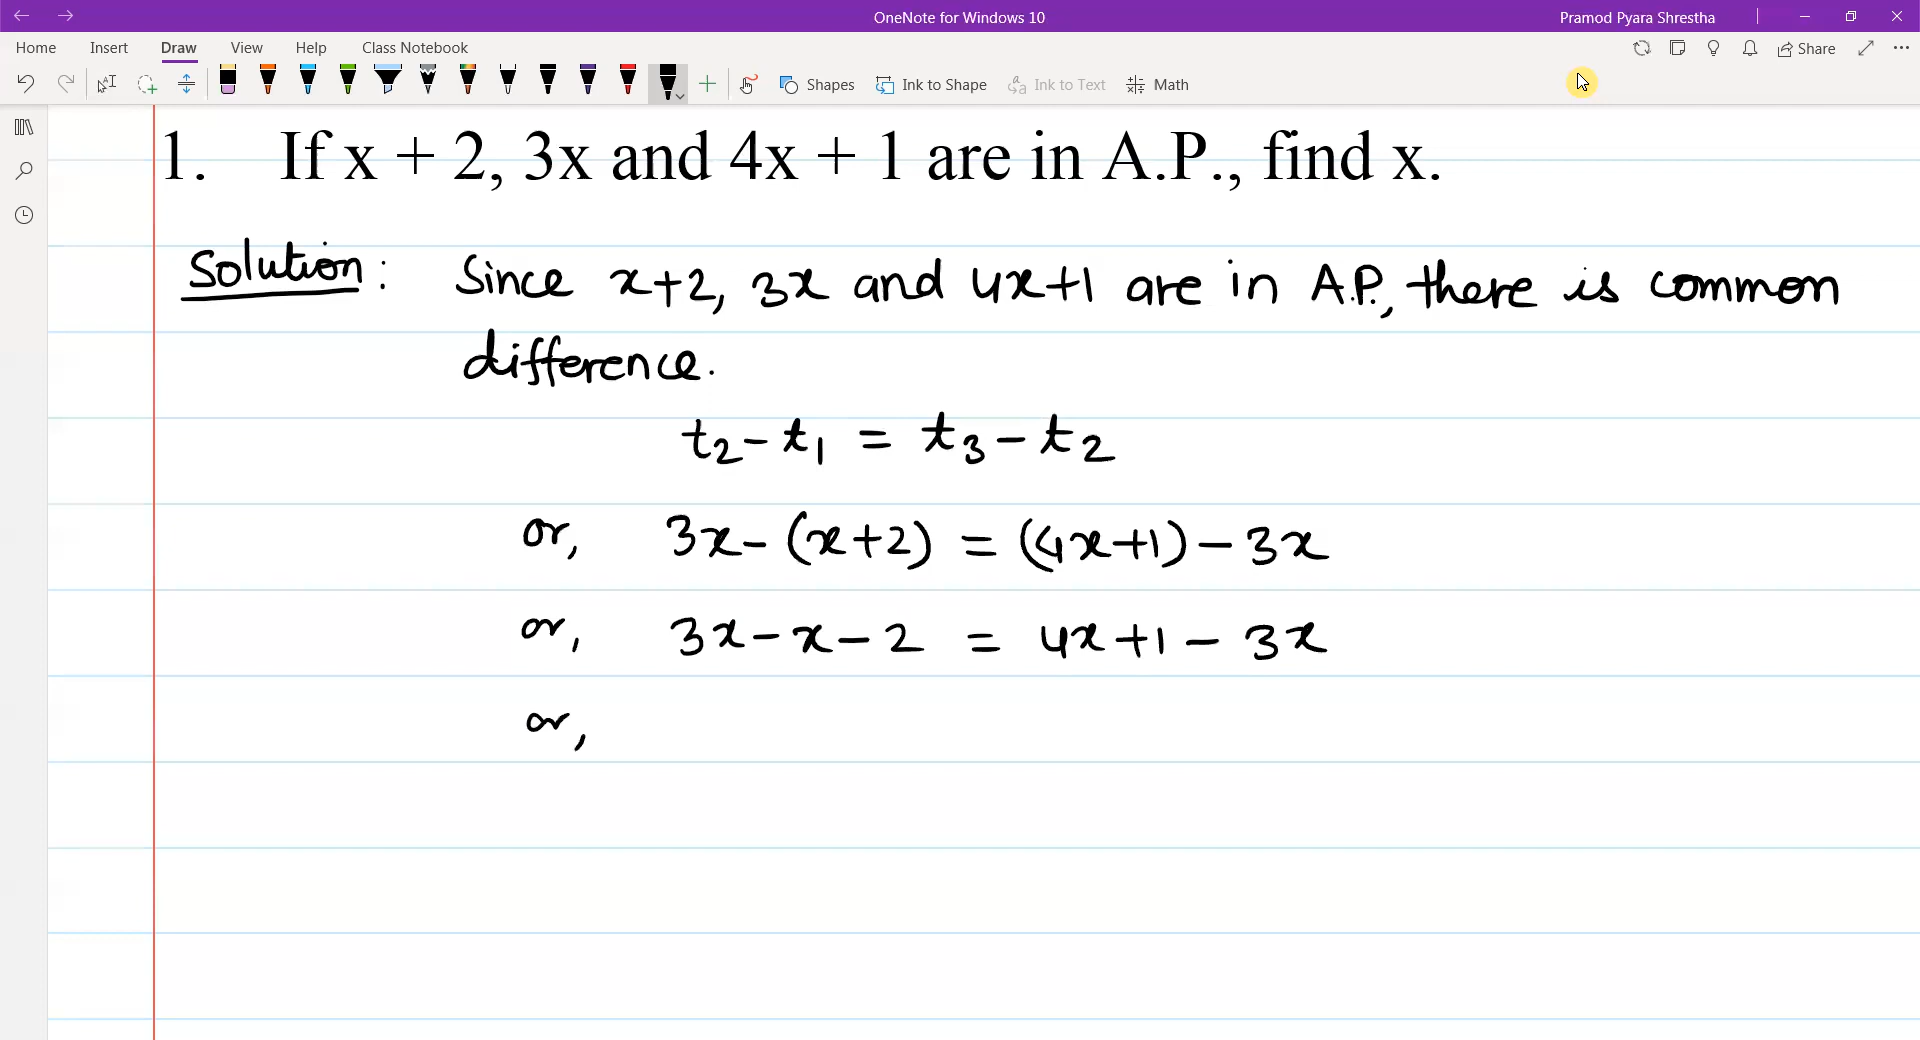 OneNote for Windows 10
Pramod Pyara Shrestha
Home Insert Draw View Help Class Notebook
Share
Shapes Ink to Shape Ink to Text Math
1. If x + 2, 3x and 4x + 1 are in A.P., find x.
Solution: Since x+2, 3x and 4x+1 are in A.P., there is common
difference.
t₂ - t₁ = t₃ - t₂
or, 3x - (x+2) = (4x+1) - 3x
or, 3x - x - 2 = 4x + 1 - 3x
or,